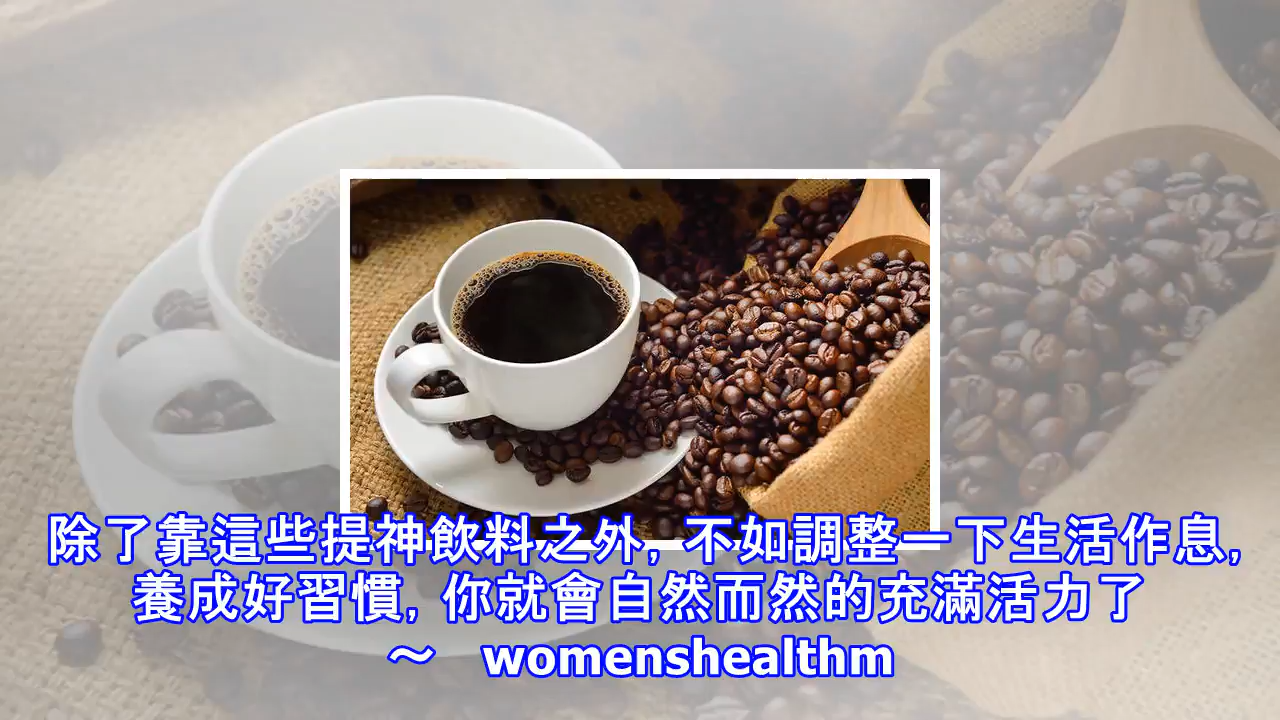 除了靠這些提神飲料之外, 不如調整一下生活作息,
養成好習慣, 你就會自然而然的充滿活力了
～ womenshealthm